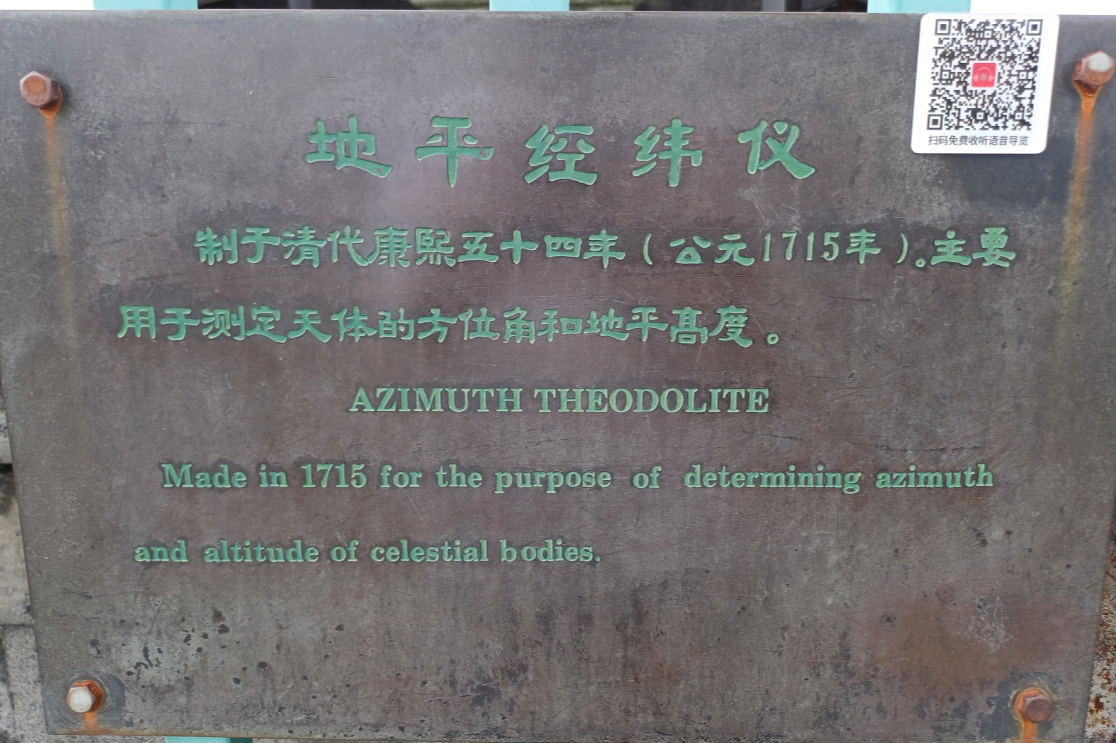 扫码免费收听语音导览
地平经纬仪
制于清代康熙五十四年(公元1715年)。主要
用于测定天体的方位角和地平高度。
AZIMUTH THEODOLITE
Made in 1715 for the purpose of determining azimuth
and altitude of celestial bodies.